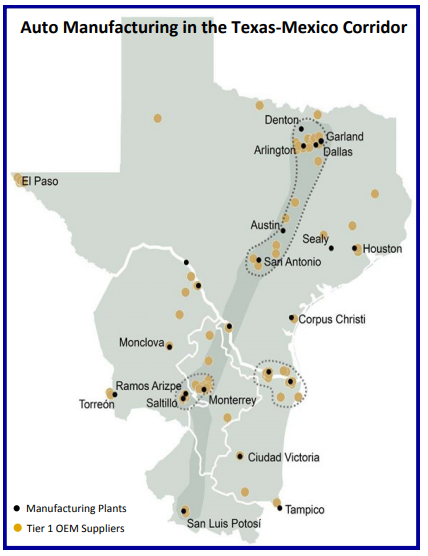 Auto Manufacturing in the Texas-Mexico Corridor
Denton
Garland
Arlington
Dallas
El Paso
Austin
Sealy
Houston
San Antonio
Corpus Christi
Monclova
Ramos Arizpe
Torreón
Saltillo
Monterrey
Ciudad Victoria
Manufacturing Plants
Tampico
Tier 1 OEM Suppliers
San Luis Potosí